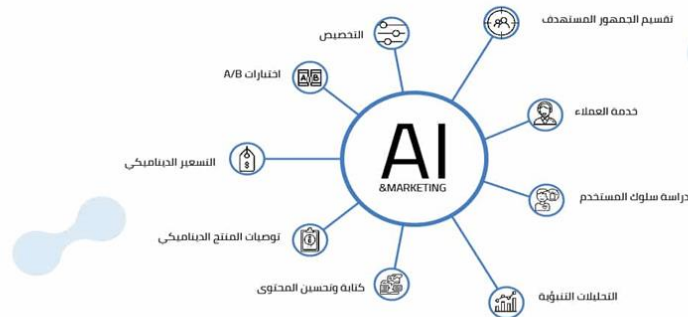 تقسيم الجمهور المستهدف
التخصيص
اختبارات A/B
خدمة العملاء
AI
&MARKETING
التسعير الديناميكي
دراسة سلوك المستخدم
توصيات المنتج الديناميكي
كتابة وتحسين المحتوى
التحليلات التنبؤية